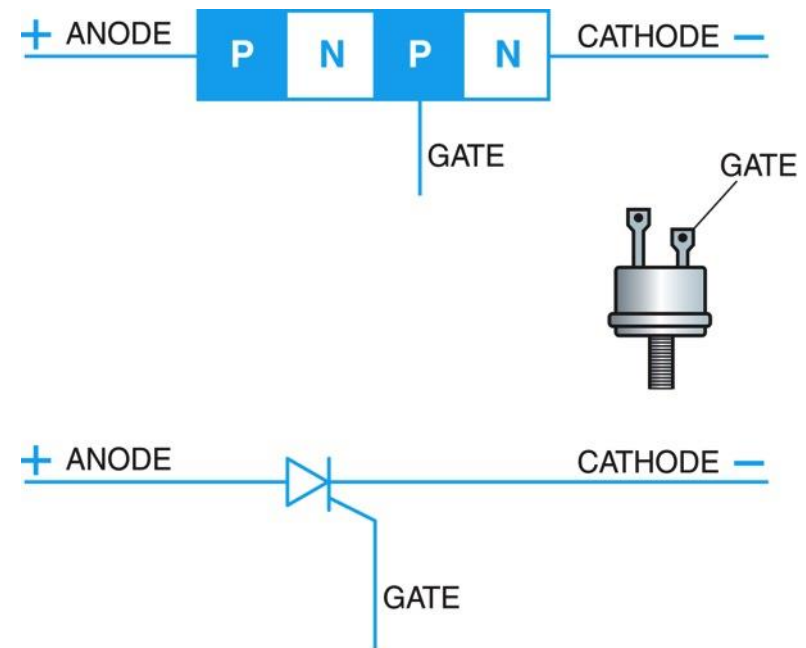 + ANODE
P N P N
CATHODE −
GATE
GATE
+ ANODE
CATHODE −
GATE